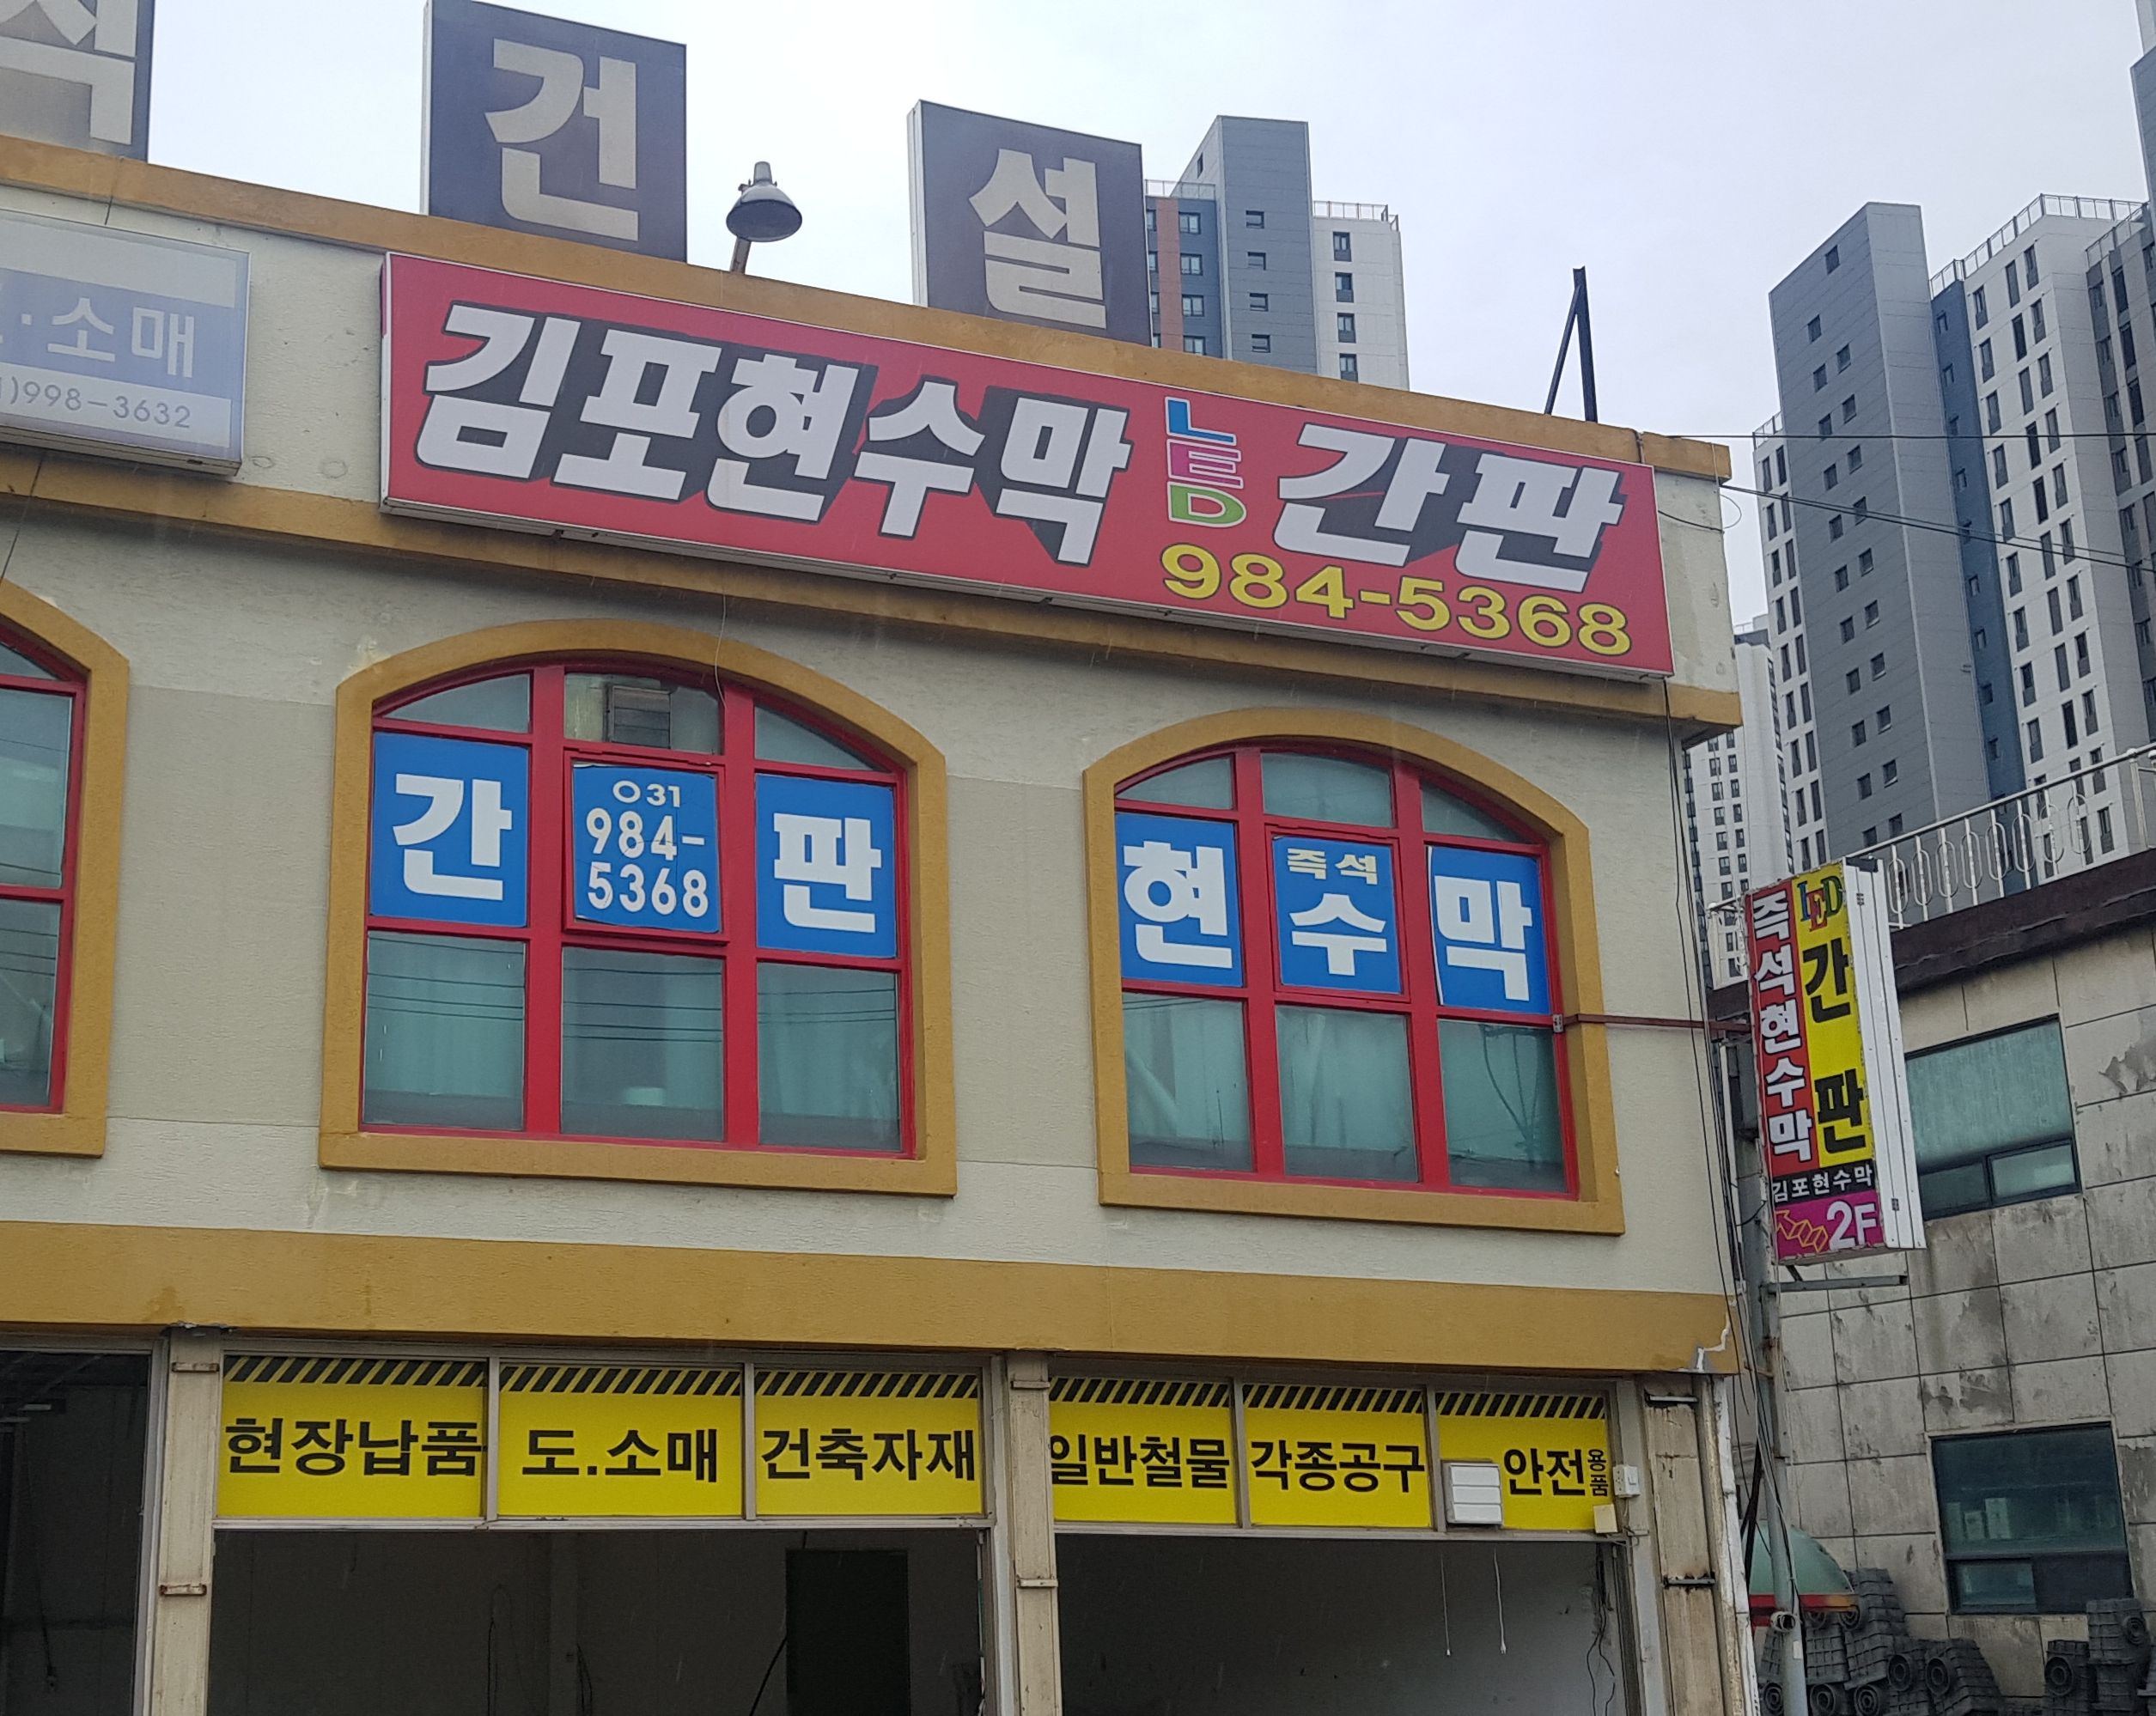 석
건
설
소매
998-3632
김포현수막 LED 간판
984-5368
간 판
031
984-
5368
현 수 막
즉석
LED
간판
즉석현수막
김포현수막
2F
현장납품 도.소매 건축자재 일반철물 각종공구 안전용품